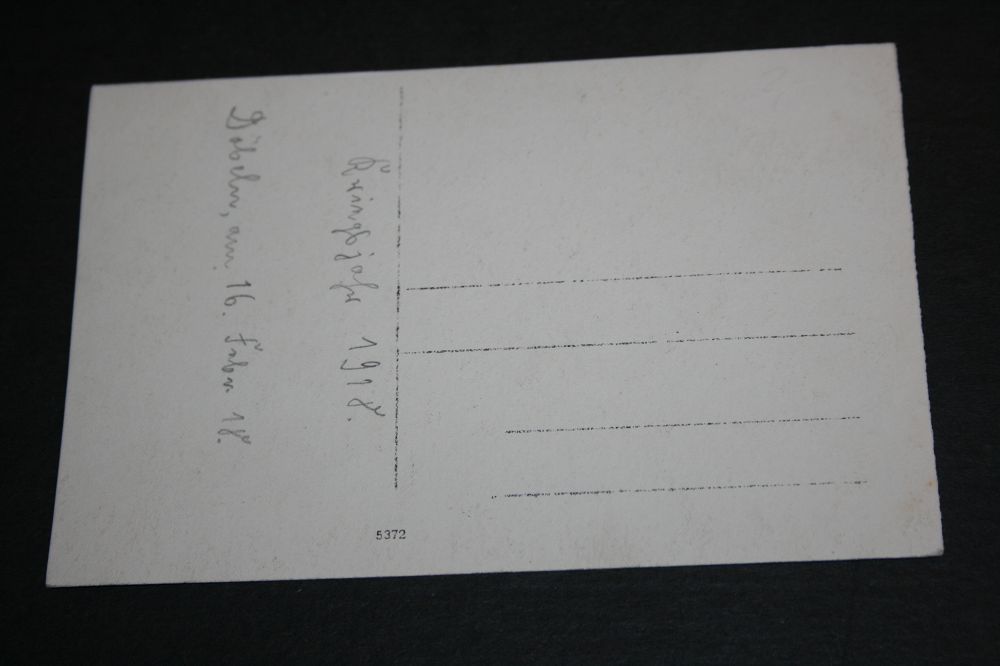 Kriegsjahr 1918.
Döbeln, am 16. Febr. 18.
5372